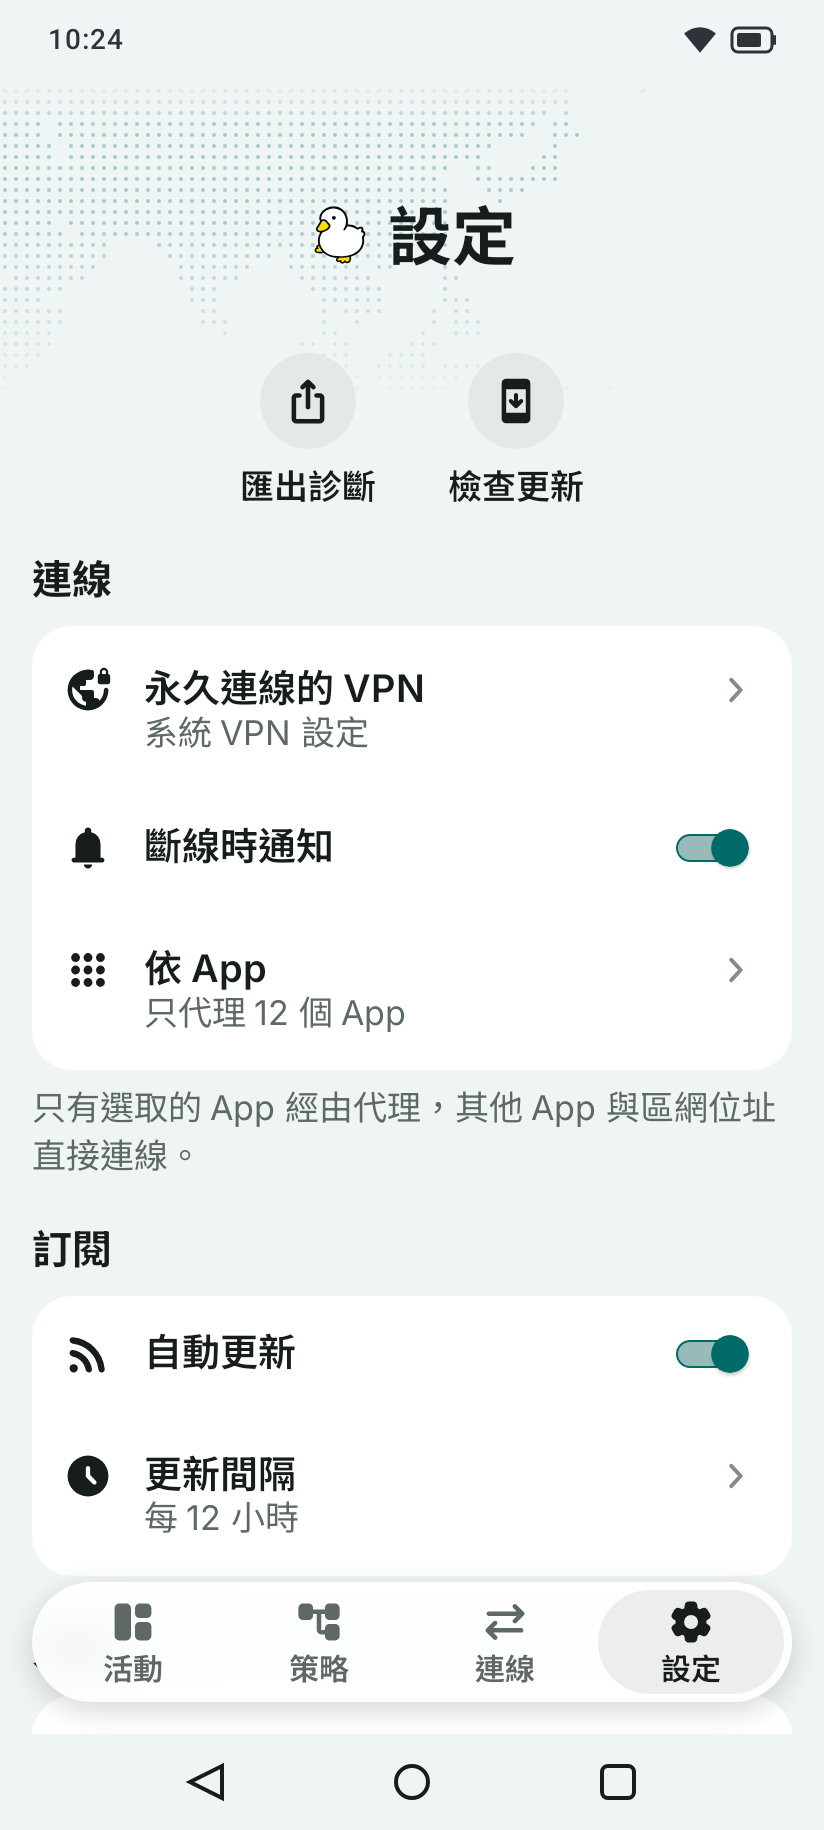 10:24
設定
匯出診斷
檢查更新
連線
永久連線的 VPN
系統 VPN 設定
斷線時通知
依 App
只代理 12 個 App
只有選取的 App 經由代理，其他 App 與區網位址
直接連線。
訂閱
自動更新
更新間隔
每 12 小時
活動
策略
連線
設定